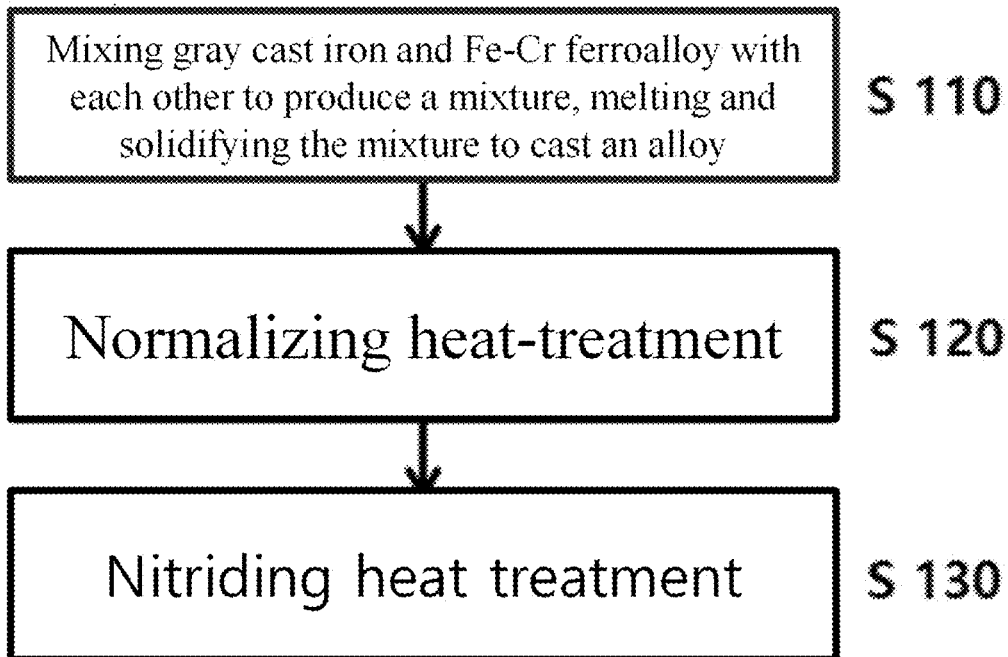 Mixing gray cast iron and Fe-Cr ferroalloy with
each other to produce a mixture, melting and
solidifying the mixture to cast an alloy
S 110
Normalizing heat-treatment
S 120
Nitriding heat treatment
S 130